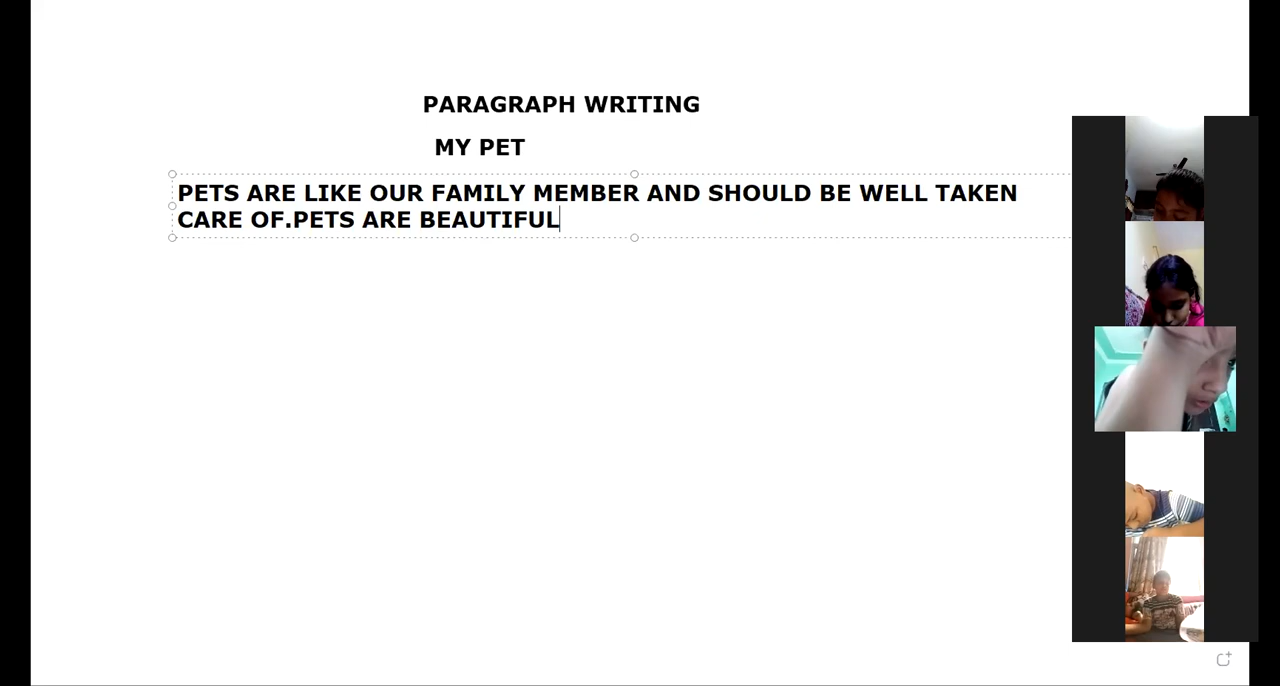 PARAGRAPH WRITING
MY PET
PETS ARE LIKE OUR FAMILY MEMBER AND SHOULD BE WELL TAKEN
CARE OF.PETS ARE BEAUTIFUL